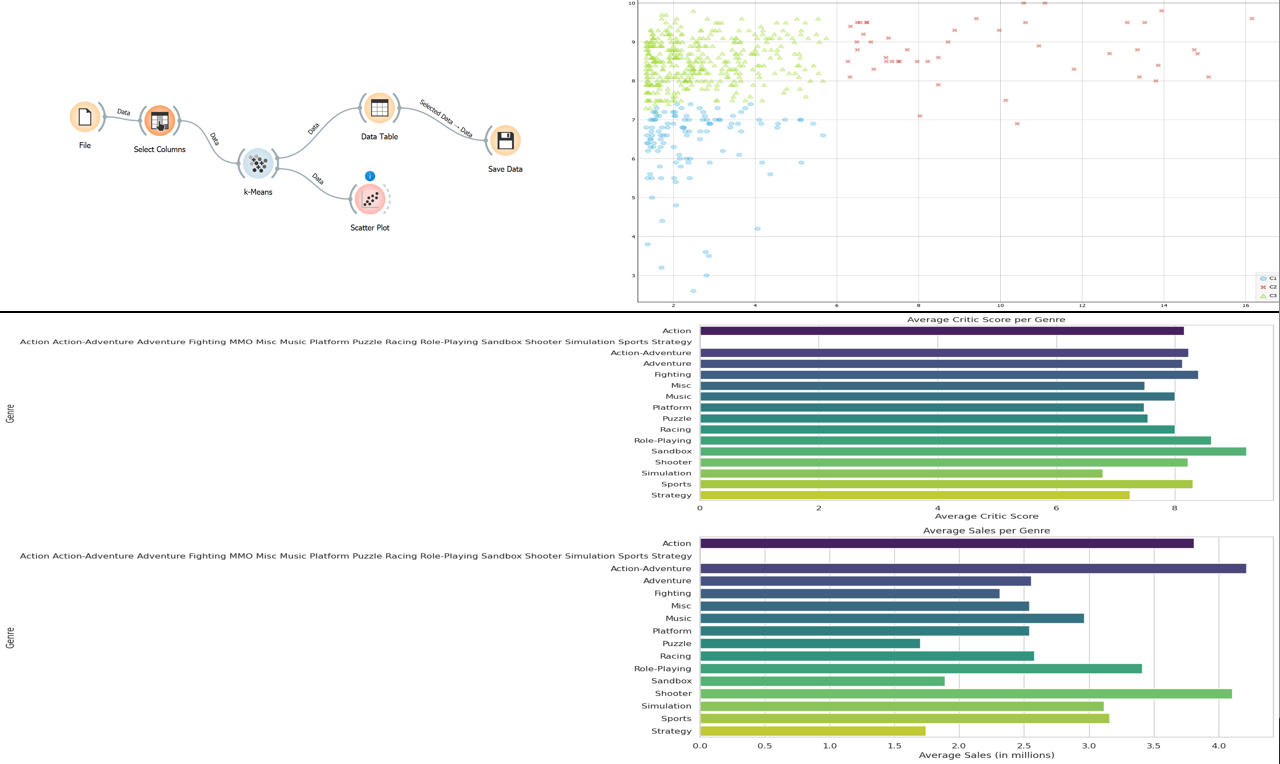 File
Data
Select Columns
Data
k-Means
Data
Data
Data Table
Selected Data → Data
Save Data
i
Scatter Plot
10
9
8
7
6
5
4
3
2 4 6 8 10 12 14 16
C1
C2
C3
Average Critic Score per Genre
Genre
Action
Action Action-Adventure Adventure Fighting MMO Misc Music Platform Puzzle Racing Role-Playing Sandbox Shooter Simulation Sports Strategy
Action-Adventure
Adventure
Fighting
Misc
Music
Platform
Puzzle
Racing
Role-Playing
Sandbox
Shooter
Simulation
Sports
Strategy
0 2 4 6 8
Average Critic Score
Average Sales per Genre
Genre
Action
Action Action-Adventure Adventure Fighting MMO Misc Music Platform Puzzle Racing Role-Playing Sandbox Shooter Simulation Sports Strategy
Action-Adventure
Adventure
Fighting
Misc
Music
Platform
Puzzle
Racing
Role-Playing
Sandbox
Shooter
Simulation
Sports
Strategy
0.0 0.5 1.0 1.5 2.0 2.5 3.0 3.5 4.0
Average Sales (in millions)